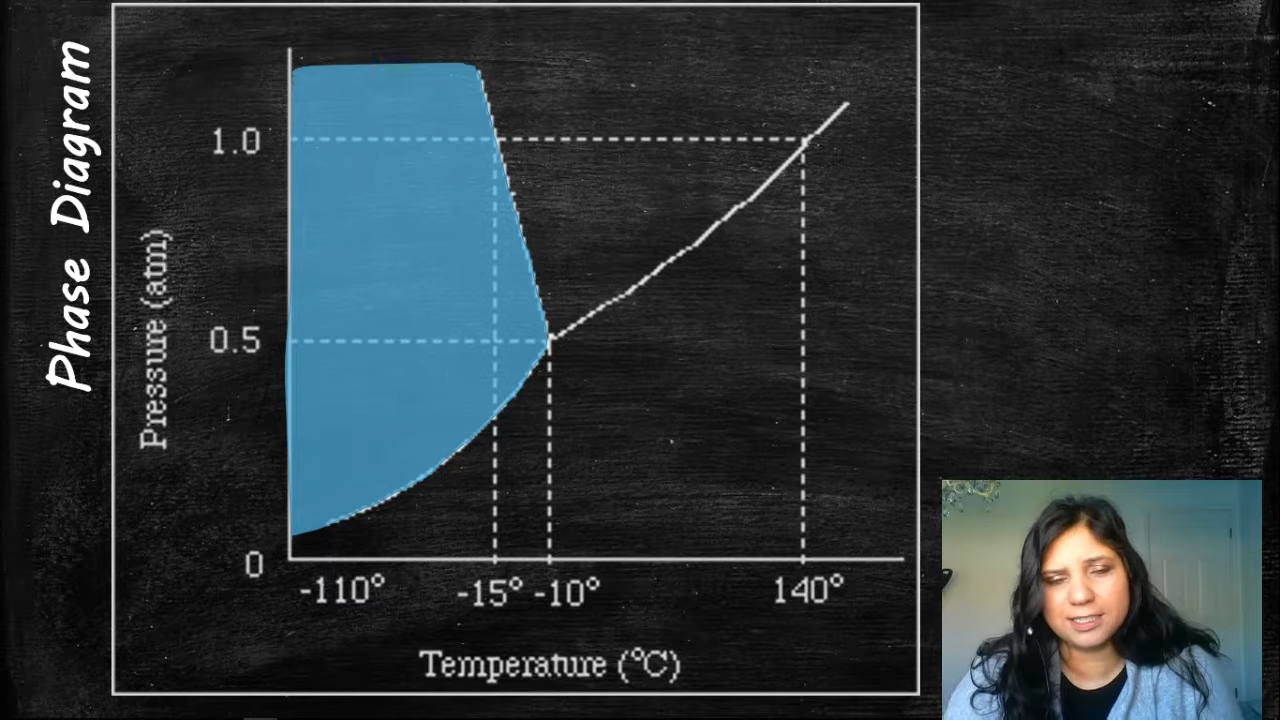 Phase Diagram
Pressure (atm)
1.0
0.5
0
-110° -15° -10° 140°
Temperature (°C)